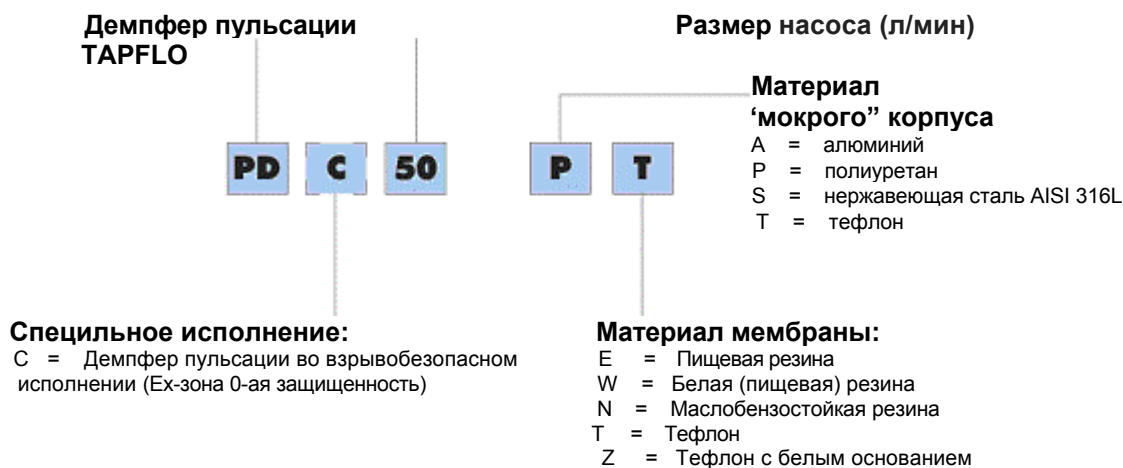 Демпфер пульсации
TAPFLO
Размер насоса (л/мин)
Материал
‘мокрого” корпуса
A = алюминий
P = полиуретан
S = нержавеющая сталь AISI 316L
T = тефлон
PD C 50 P T
Специльное исполнение:
C = Демпфер пульсации во взрывобезопасном
исполнении (Ex-зона 0-ая защищенность)
Материал мембраны:
E = Пищевая резина
W = Белая (пищевая) резина
N = Маслобензостойкая резина
T = Тефлон
Z = Тефлон с белым основанием